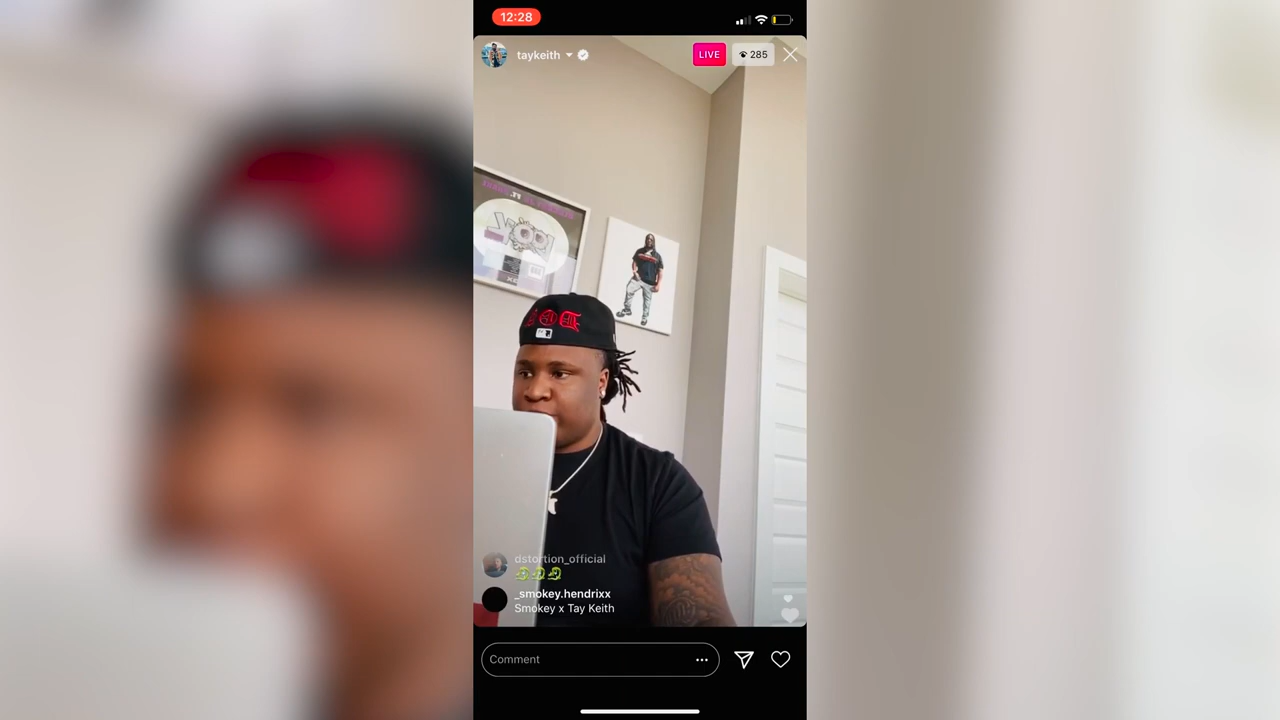 12:28
taykeith
LIVE
285
dstortion_official
_smokey.hendrixx
Smokey x Tay Keith
Comment